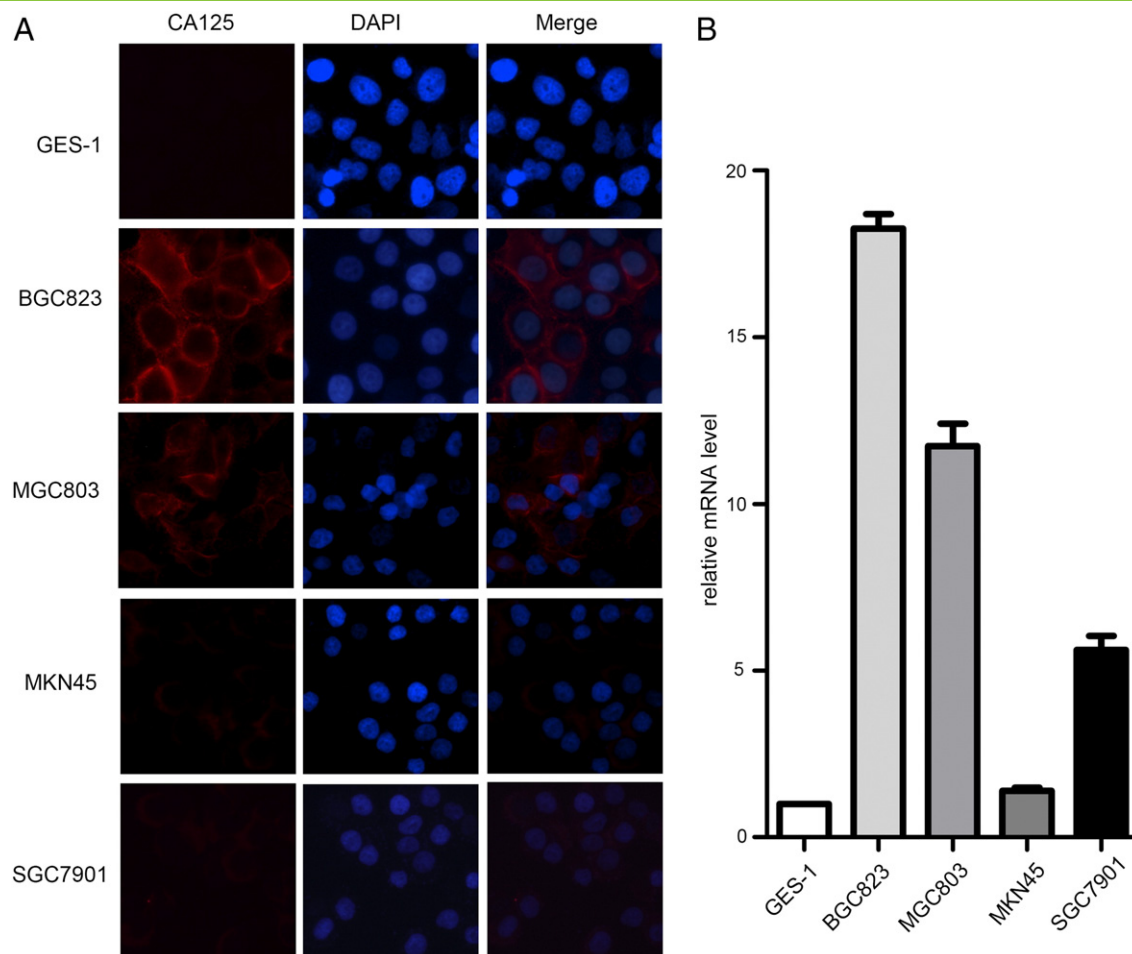 A
CA125 DAPI Merge
GES-1
BGC823
MGC803
MKN45
SGC7901
B
relative mRNA level
20
15
10
5
0
GES-1 BGC823 MGC803 MKN45 SGC7901